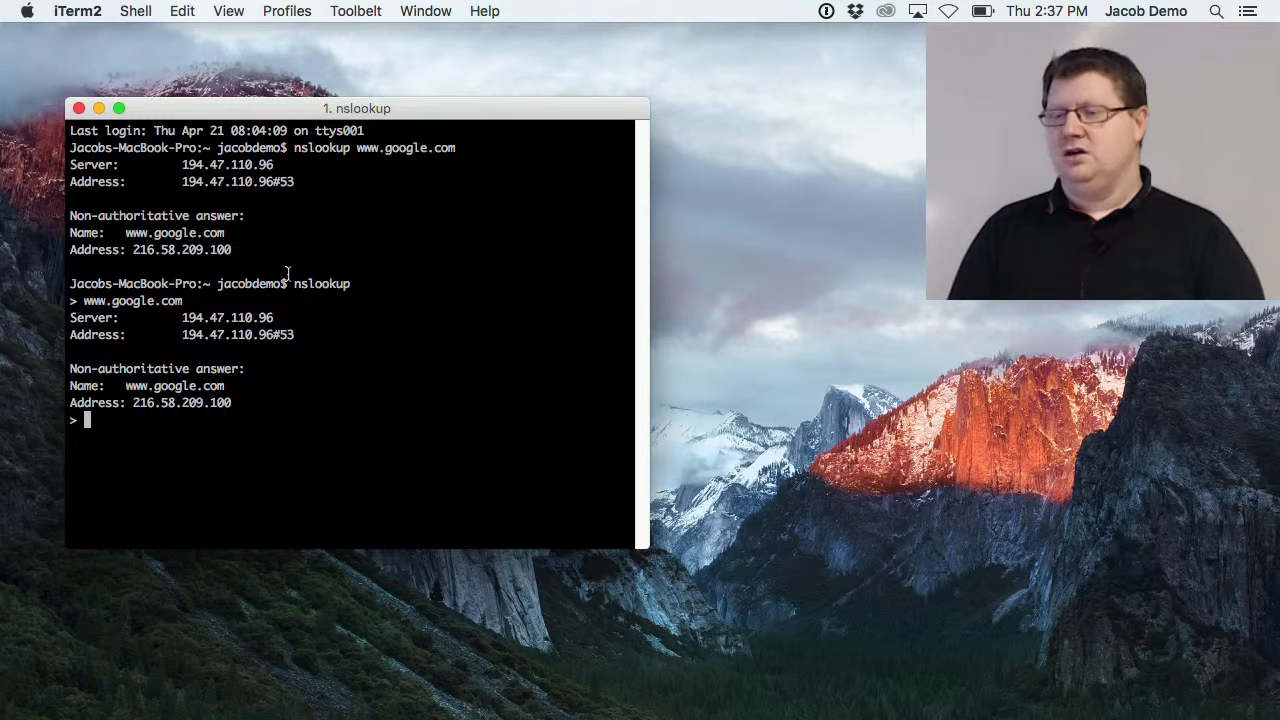 iTerm2 Shell Edit View Profiles Toolbelt Window Help Thu 2:37 PM Jacob Demo
1. nslookup
Last login: Thu Apr 21 08:04:09 on ttys001
Jacobs-MacBook-Pro:~ jacobdemo$ nslookup www.google.com
Server: 194.47.110.96
Address: 194.47.110.96#53
Non-authoritative answer:
Name: www.google.com
Address: 216.58.209.100
Jacobs-MacBook-Pro:~ jacobdemo$ nslookup
> www.google.com
Server: 194.47.110.96
Address: 194.47.110.96#53
Non-authoritative answer:
Name: www.google.com
Address: 216.58.209.100
>